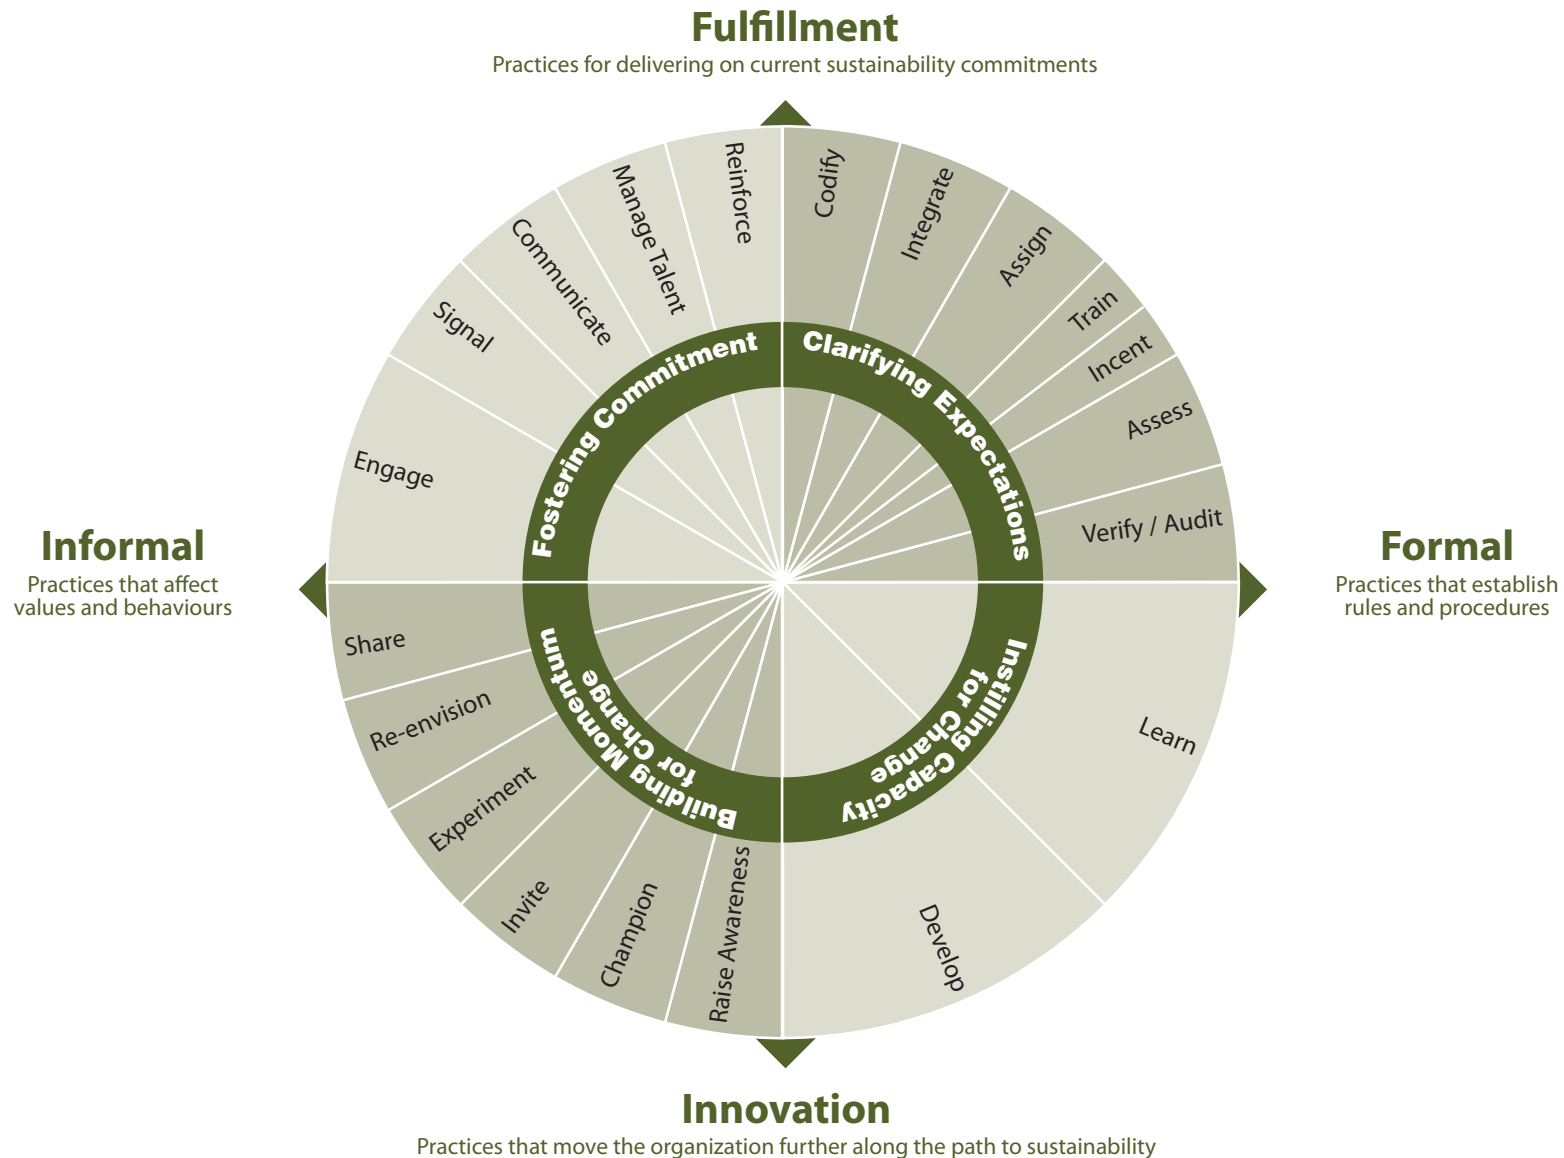 Fulfillment
Practices for delivering on current sustainability commitments
Reinforce
Manage Talent
Communicate
Signal
Engage
Codify
Integrate
Assign
Train
Incent
Assess
Verify / Audit
Fostering Commitment
Clarifying Expectations
Informal
Practices that affect
values and behaviours
Formal
Practices that establish
rules and procedures
Building Momentum
for Change
Instilling Capacity
for Change
Share
Re-envision
Experiment
Invite
Champion
Raise Awareness
Learn
Develop
Innovation
Practices that move the organization further along the path to sustainability